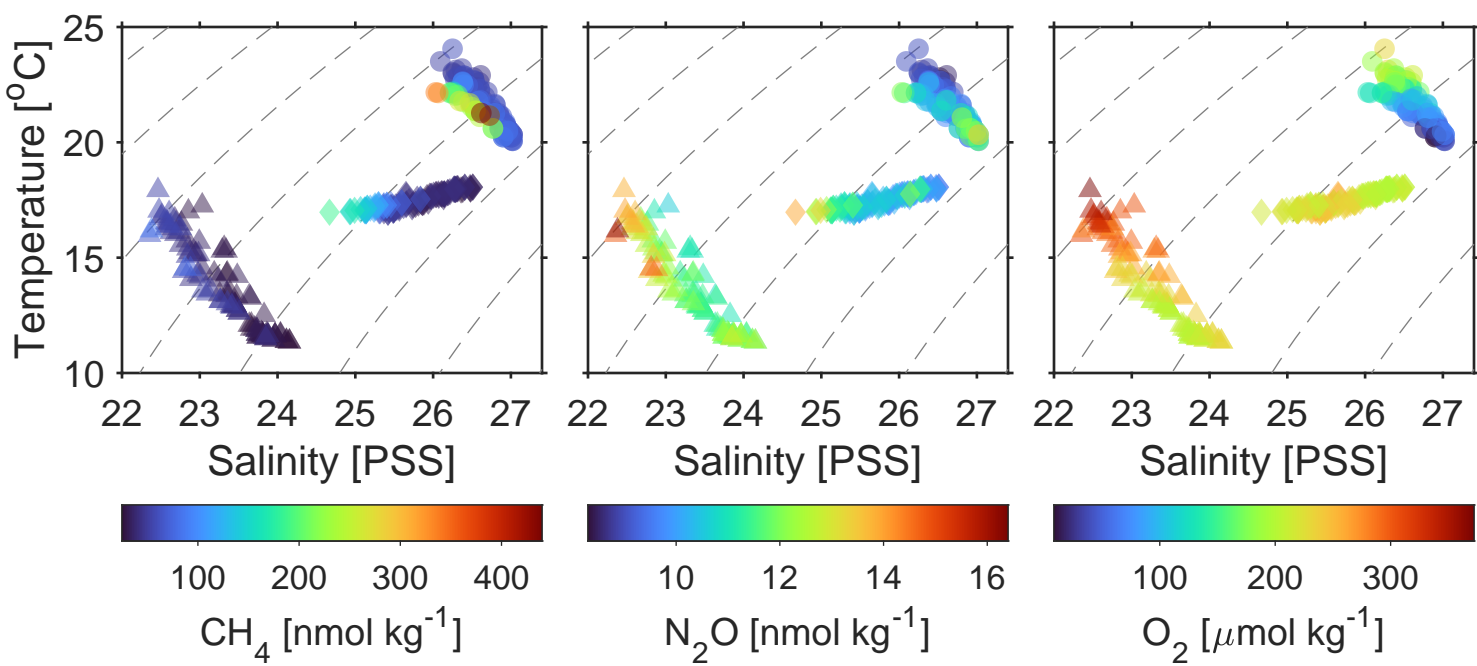 Temperature [°C]
25
20
15
10
22 23 24 25 26 27
22 23 24 25 26 27
22 23 24 25 26 27
Salinity [PSS]
Salinity [PSS]
Salinity [PSS]
100 200 300 400
10 12 14 16
100 200 300
CH₄ [nmol kg⁻¹]
N₂O [nmol kg⁻¹]
O₂ [μmol kg⁻¹]